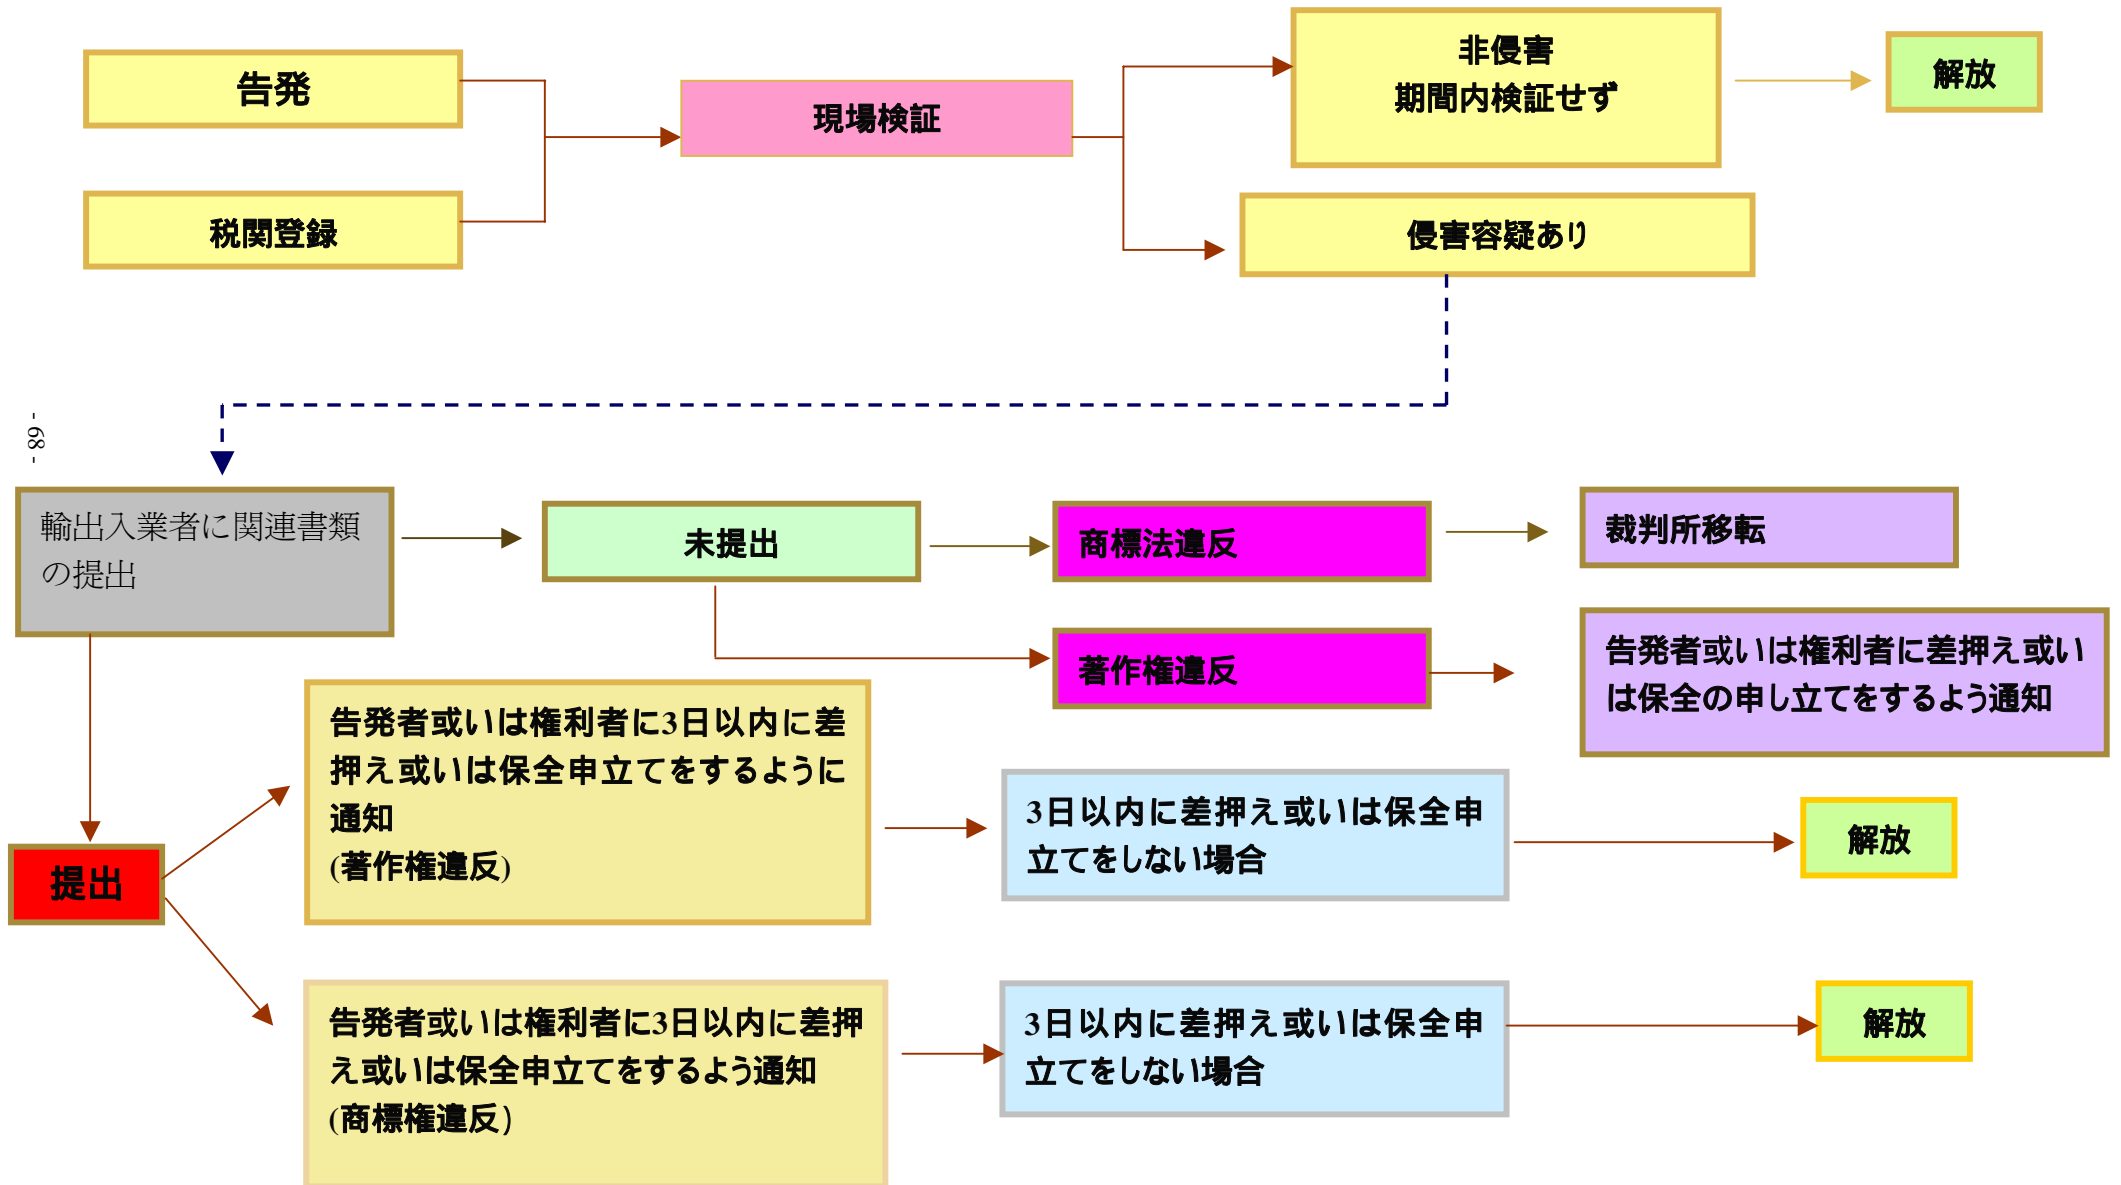 告発
税関登録
現場検証
非侵害
期間内検証せず
解放
侵害容疑あり
- 68 -
輸出入業者に関連書類
の提出
未提出
商標法違反
裁判所移転
著作権違反
告発者或いは権利者に差押え或い
は保全の申し立てをするよう通知
提出
告発者或いは権利者に3日以内に差
押え或いは保全申立てをするように
通知
(著作権違反)
3日以内に差押え或いは保全申
立てをしない場合
解放
告発者或いは権利者に3日以内に差押
え或いは保全申立てをするよう通知
(商標権違反)
3日以内に差押え或いは保全申
立てをしない場合
解放